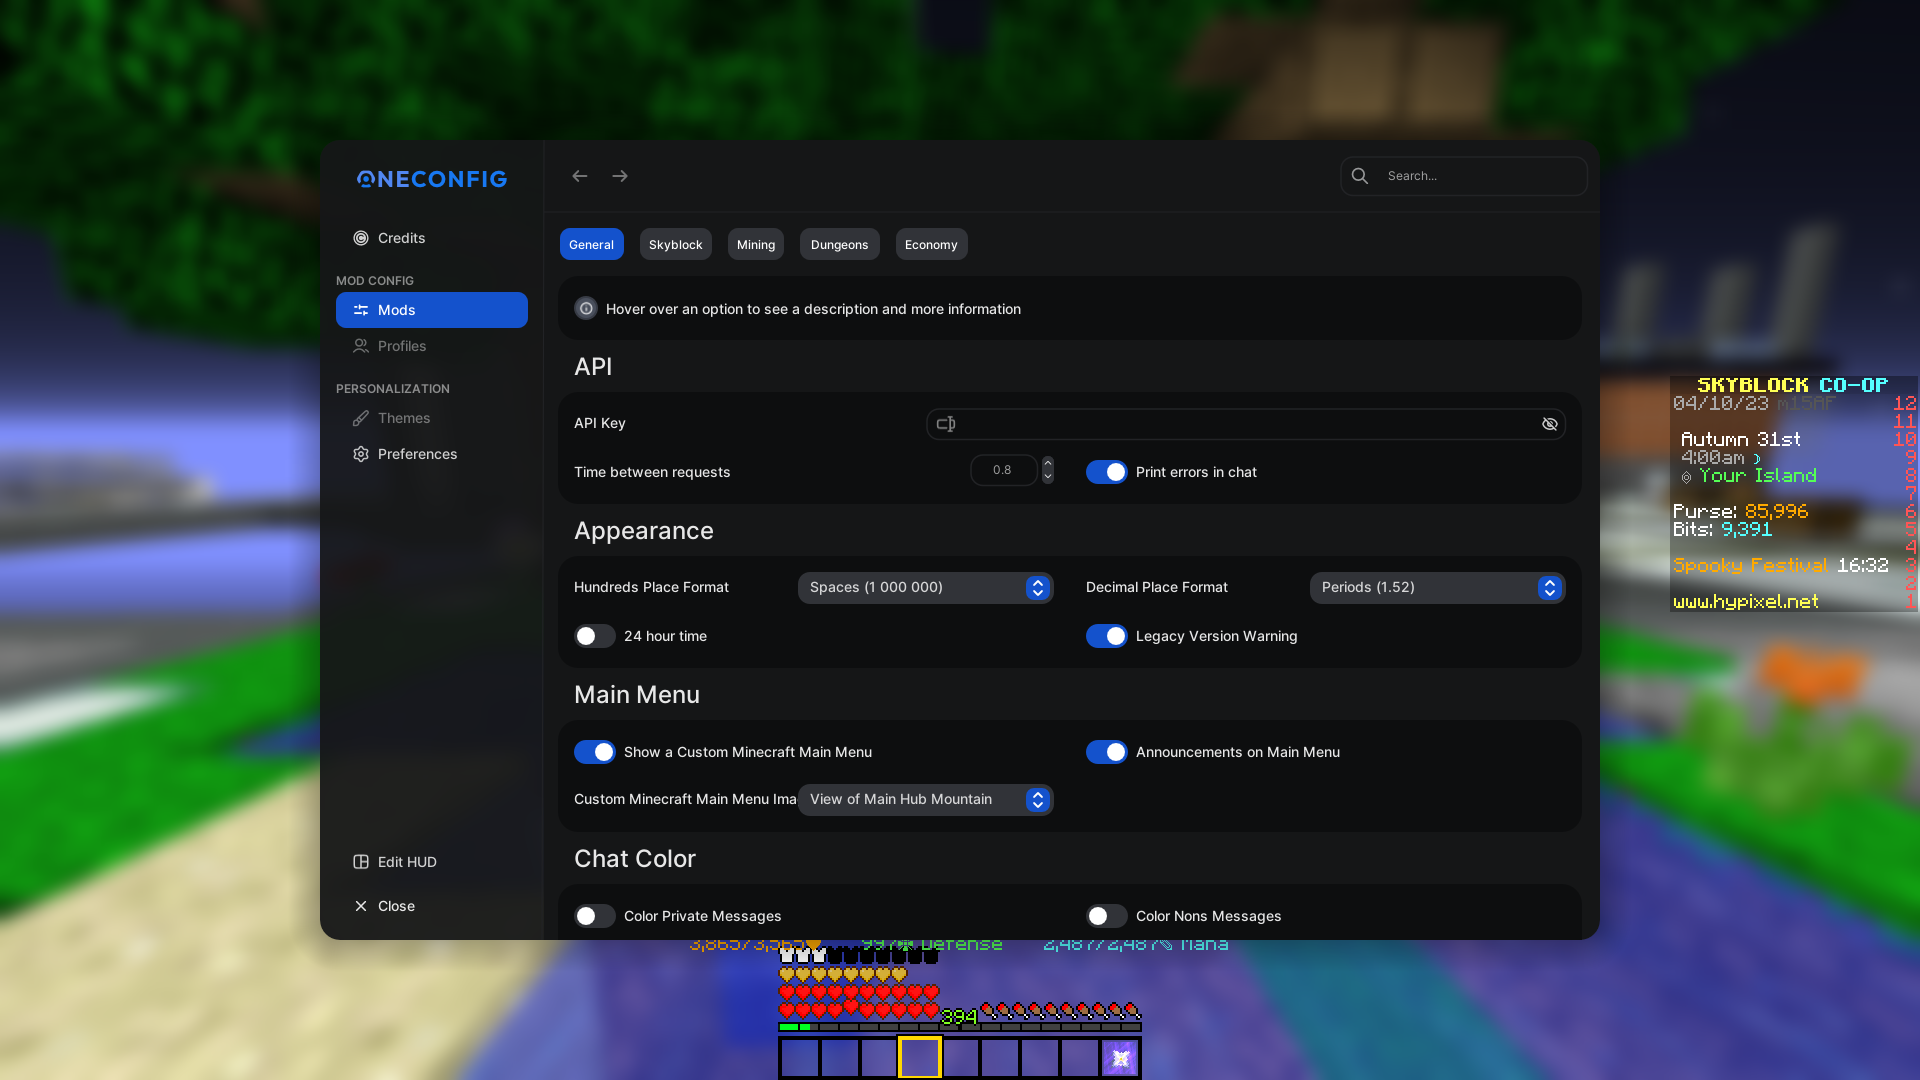 ONECONFIG
Search...
Credits
MOD CONFIG
Mods
Profiles
PERSONALIZATION
Themes
Preferences
Edit HUD
Close
General Skyblock Mining Dungeons Economy
Hover over an option to see a description and more information
API
API Key
Time between requests 0.8 Print errors in chat
Appearance
Hundreds Place Format Spaces (1 000 000) Decimal Place Format Periods (1.52)
24 hour time Legacy Version Warning
Main Menu
Show a Custom Minecraft Main Menu Announcements on Main Menu
Custom Minecraft Main Menu Ima View of Main Hub Mountain
Chat Color
Color Private Messages Color Nons Messages
SKYBLOCK CO-OP
04/10/23 m15AF 12
11
Autumn 31st 10
4:00am ☽ 9
Your Island 8
7
Purse: 85,996 6
Bits: 9,391 5
4
Spooky Festival 16:32 3
2
www.hypixel.net 1
3,865/3,565 Defense 2,487/2,487 Mana
394